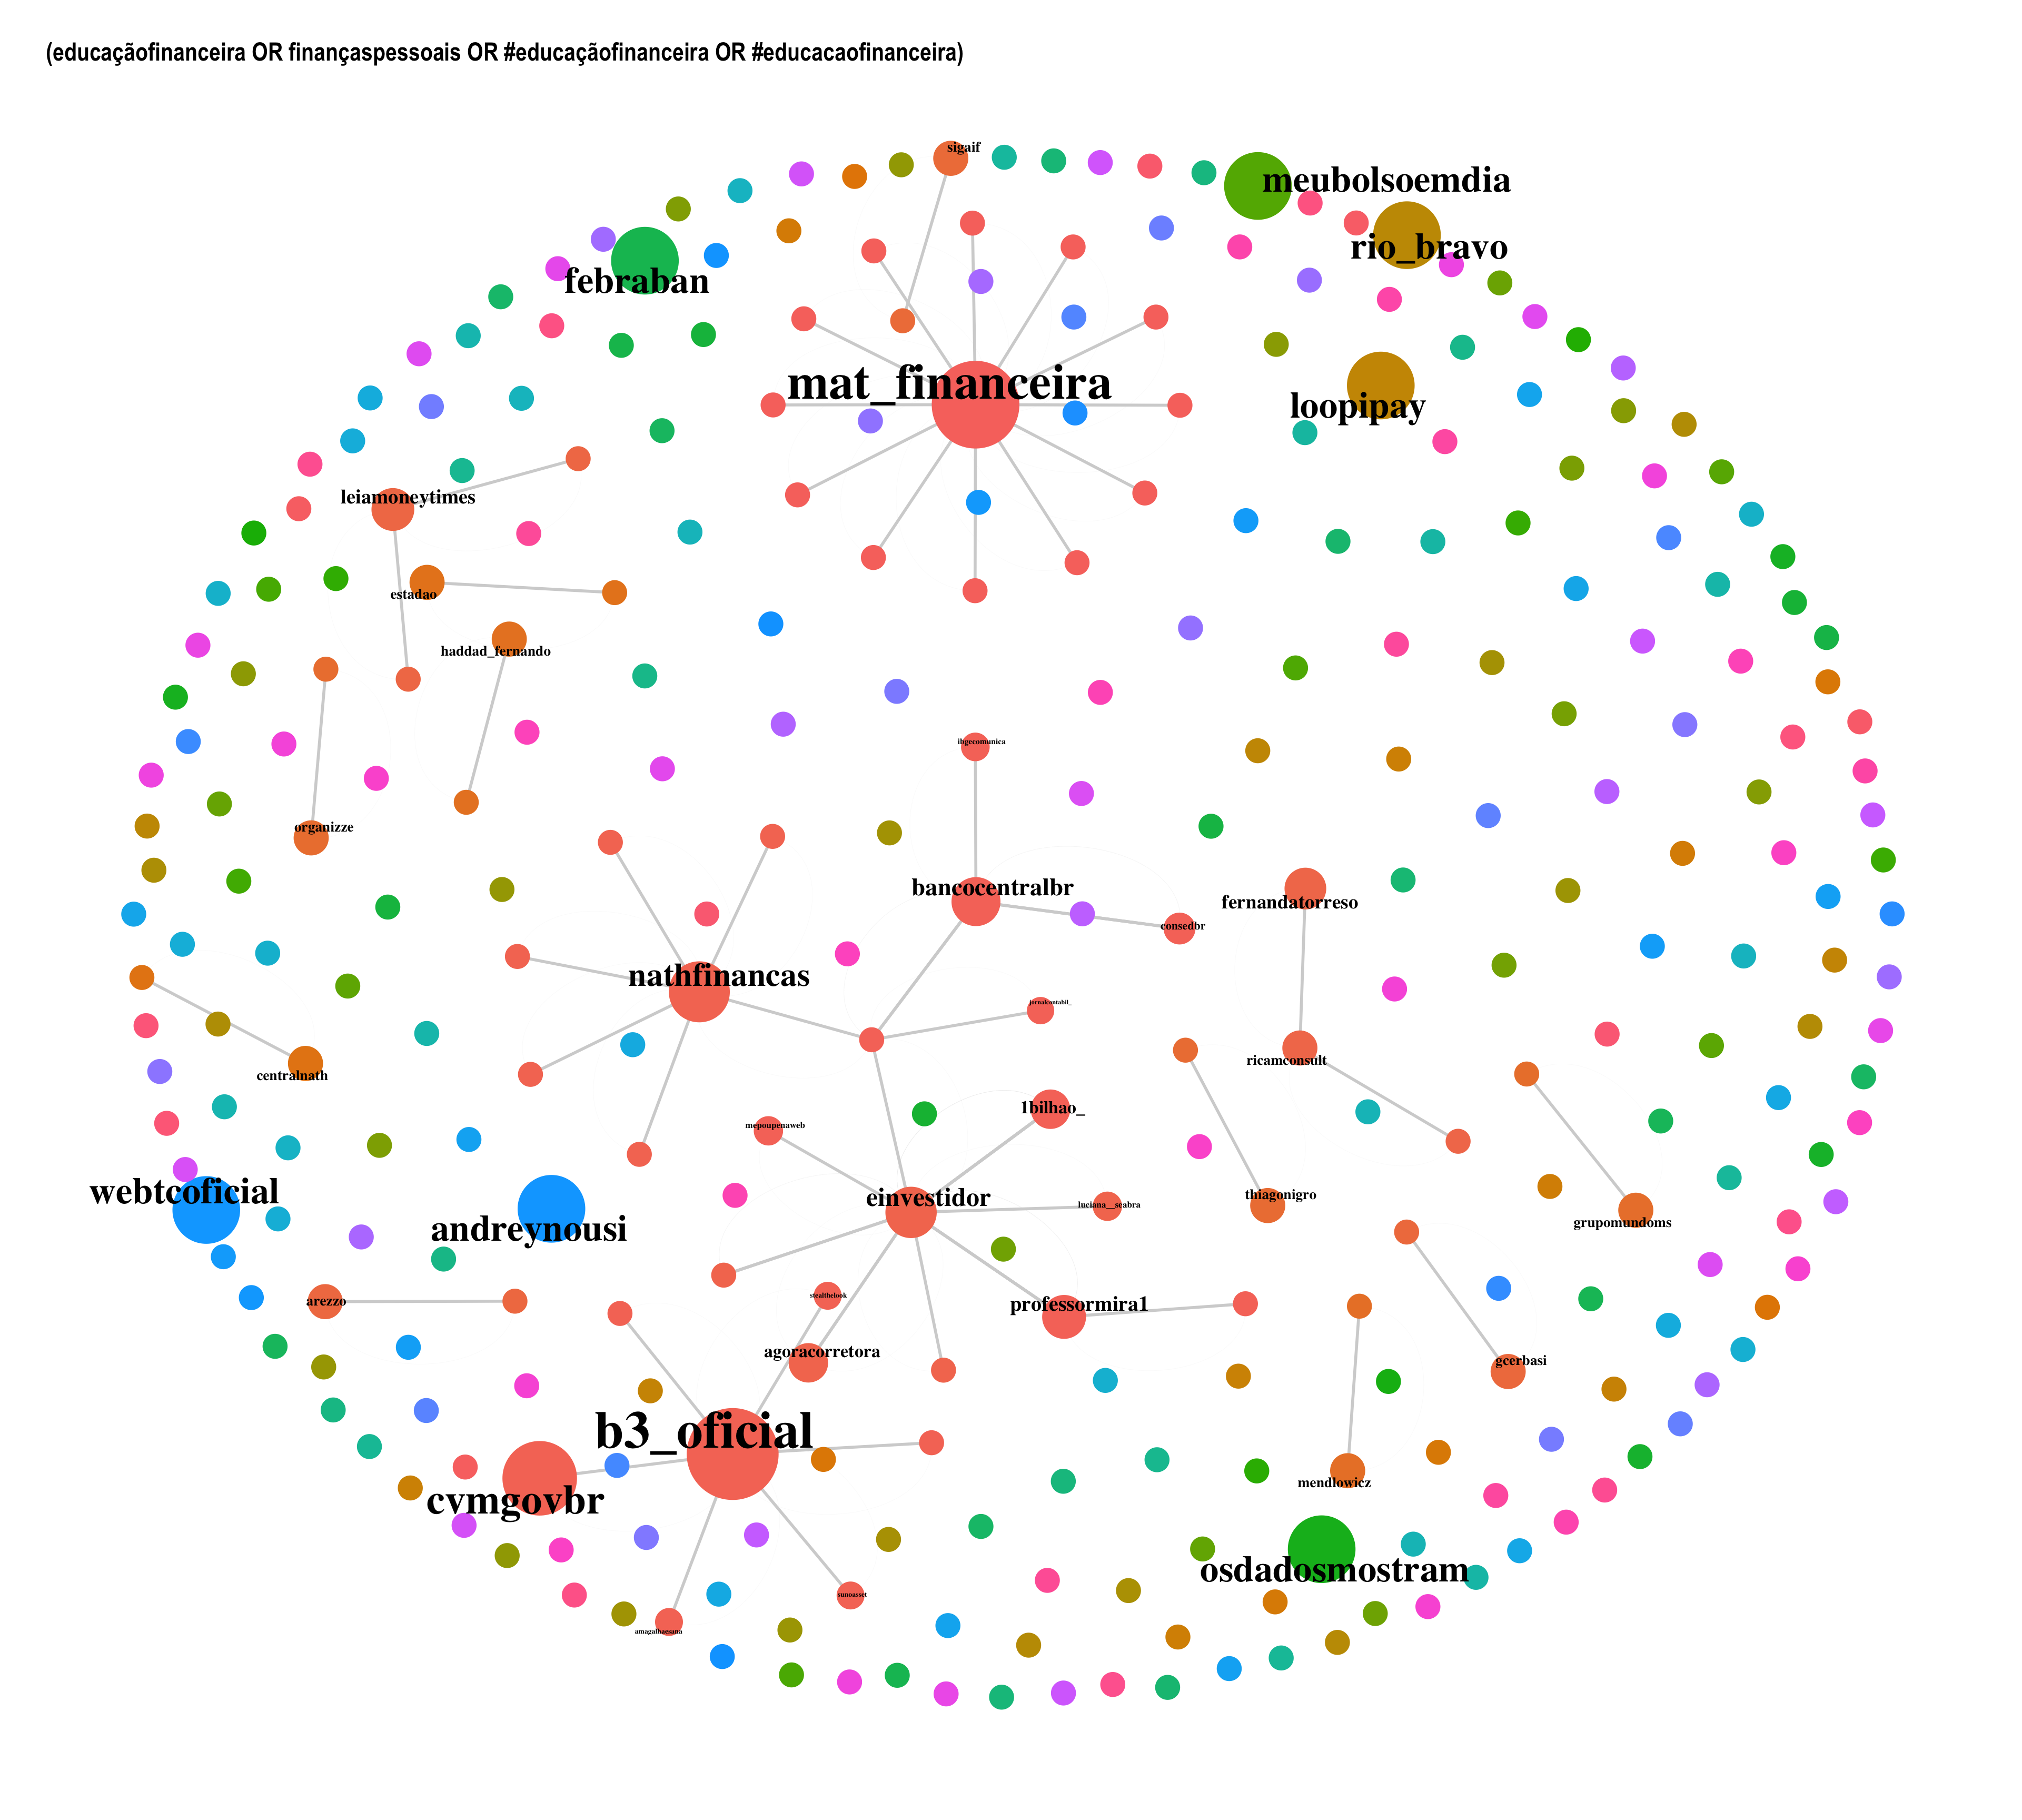 (educaçãofinanceira OR finançaspessoais OR #educaçãofinanceira OR #educacaofinanceira)
sigaif
meubolsoemdia
rio_bravo
febraban
mat_financeira
loopipay
leiamoneytimes
estadao
haddad_fernando
ibgecomunica
organizze
bancocentralbr
fernandatorreso
consedbr
nathfinancas
jornalcontabil_
ricamconsult
centralnath
1bilhao_
mepoupenaweb
webtcoficial
einvestidor
thiagonigro
luciana__seabra
grupomundoms
andreynousi
arezzo
stealthelook
professormira1
agoracorretora
gcerbasi
b3_oficial
mendlowicz
cvmgovbr
osdadosmostram
sunoasset
amagalhaesana